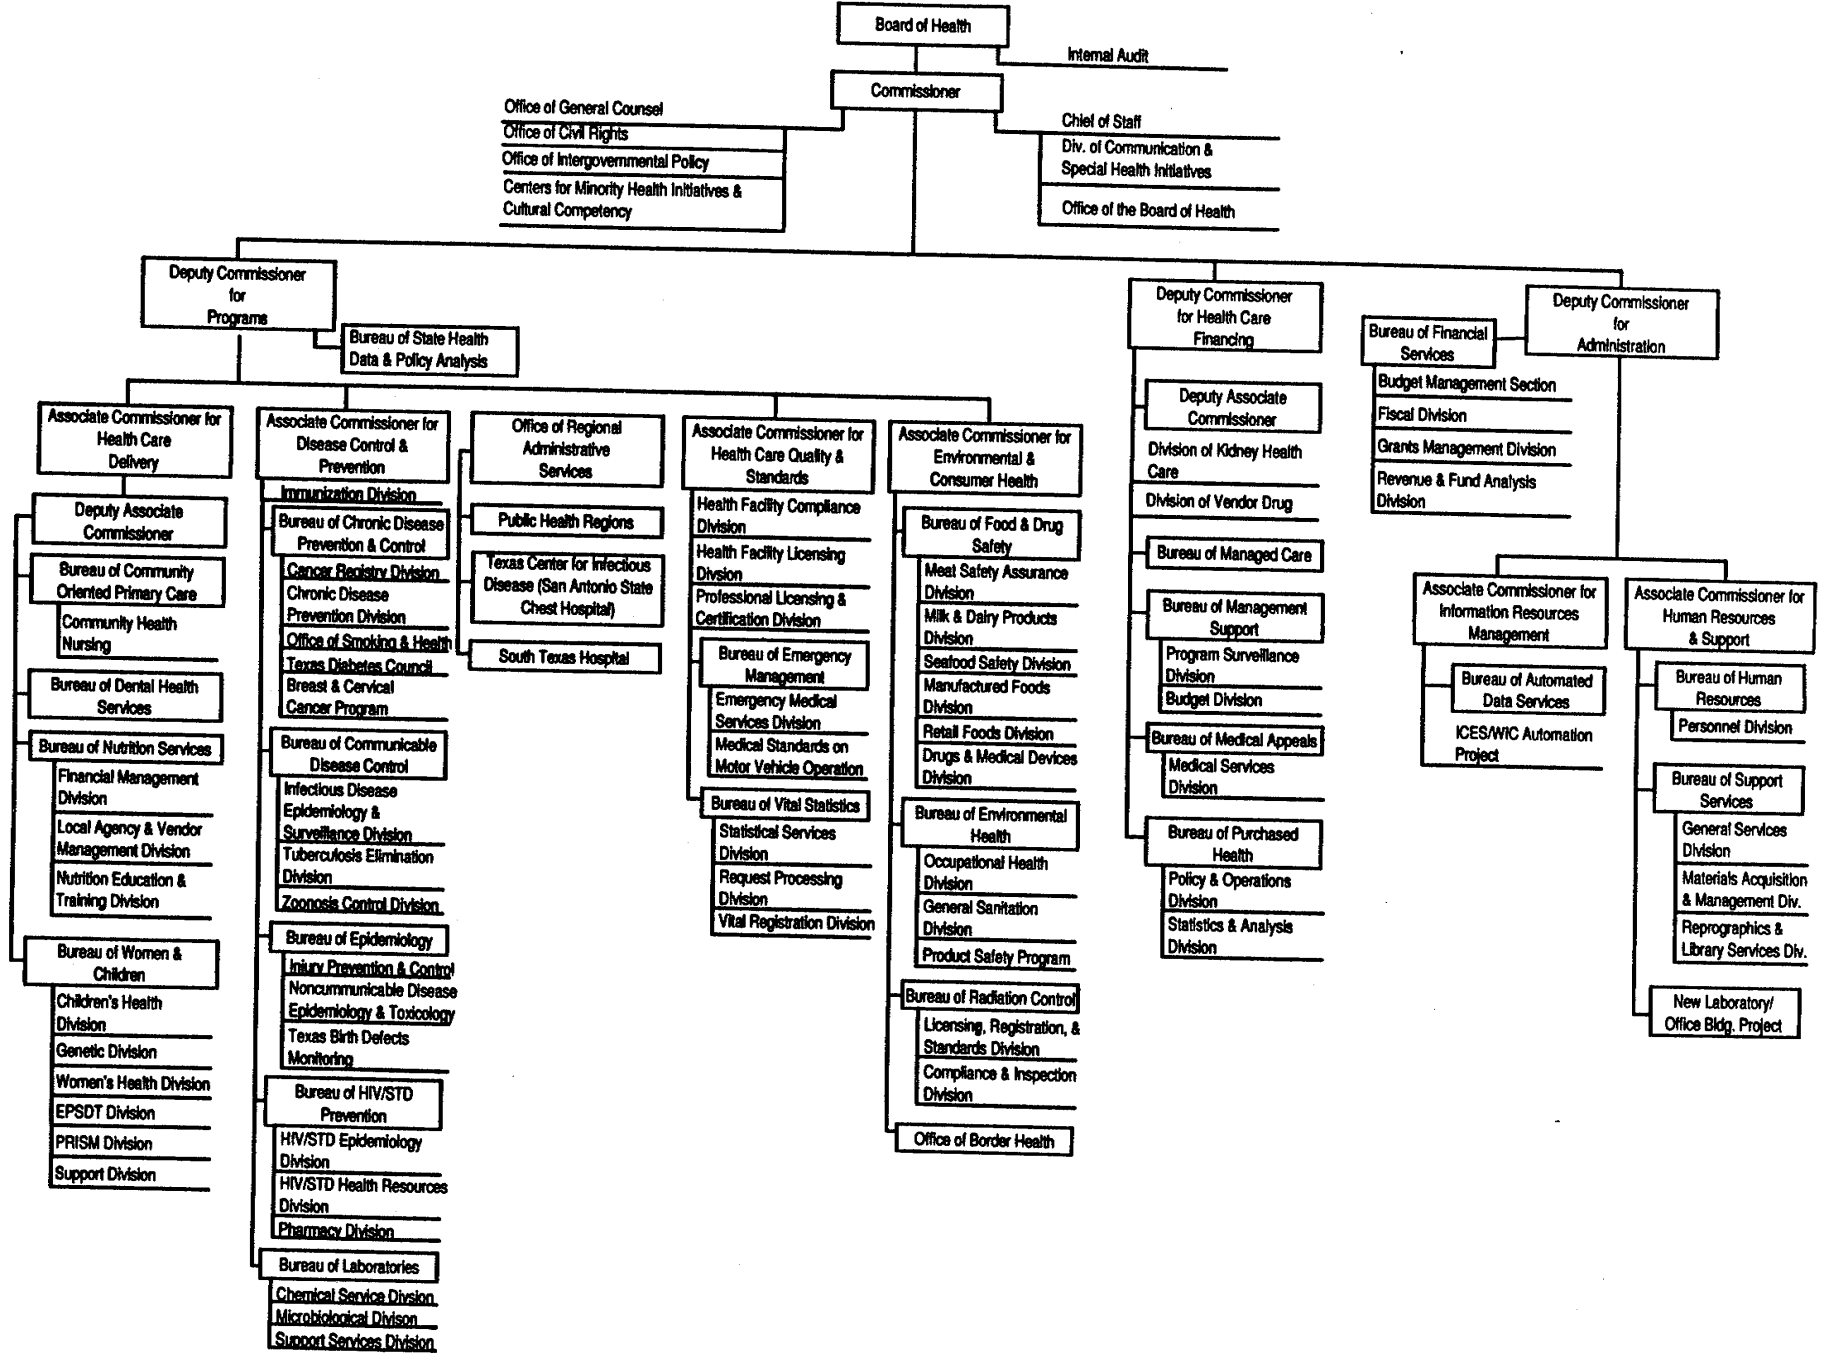 Board of Health
Internal Audit
Commissioner
Office of General Counsel
Office of Civil Rights
Office of Intergovernmental Policy
Centers for Minority Health Initiatives &
Cultural Competency
Chief of Staff
Div. of Communication &
Special Health Initiatives
Office of the Board of Health
Deputy Commissioner
for
Programs
Bureau of State Health
Data & Policy Analysis
Associate Commissioner for
Health Care
Delivery
Deputy Associate
Commissioner
Bureau of Community
Oriented Primary Care
Community Health
Nursing
Bureau of Dental Health
Services
Bureau of Nutrition Services
Financial Management
Division
Local Agency & Vendor
Management Division
Nutrition Education &
Training Division
Bureau of Women &
Children
Children's Health
Division
Genetic Division
Women's Health Division
EPSDT Division
PRISM Division
Support Division
Associate Commissioner for
Disease Control &
Prevention
Immunization Division
Bureau of Chronic Disease
Prevention & Control
Cancer Registry Division
Chronic Disease
Prevention Division
Office of Smoking & Health
Texas Diabetes Council
Breast & Cervical
Cancer Program
Bureau of Communicable
Disease Control
Infectious Disease
Epidemiology &
Surveillance Division
Tuberculosis Elimination
Division
Zoonosis Control Division
Bureau of Epidemiology
Injury Prevention & Control
Noncummunicable Disease
Epidemiology & Toxicology
Texas Birth Defects
Monitoring
Bureau of HIV/STD
Prevention
HIV/STD Epidemiology
Division
HIV/STD Health Resources
Division
Pharmacy Division
Bureau of Laboratories
Chemical Service Divsion
Microbiological Divison
Support Services Division
Office of Regional
Administrative
Services
Public Health Regions
Texas Center for Infectious
Disease (San Antonio State
Chest Hospital)
South Texas Hospital
Associate Commissioner for
Health Care Quality &
Standards
Health Facility Compliance
Division
Health Facility Licensing
Divsion
Professional Licensing &
Certification Division
Bureau of Emergency
Management
Emergency Medical
Services Division
Medical Standards on
Motor Vehicle Operation
Bureau of Vital Statistics
Statistical Services
Division
Request Processing
Division
Vital Registration Division
Associate Commissioner for
Environmental &
Consumer Health
Bureau of Food & Drug
Safety
Meat Safety Assurance
Division
Milk & Dairy Products
Division
Seafood Safety Division
Manufactured Foods
Division
Retail Foods Division
Drugs & Medical Devices
Division
Bureau of Environmental
Health
Occupational Health
Division
General Sanitation
Division
Product Safety Program
Bureau of Radiation Control
Licensing, Registration, &
Standards Division
Compliance & Inspection
Division
Office of Border Health
Deputy Commissioner
for Health Care
Financing
Deputy Associate
Commissioner
Division of Kidney Health
Care
Division of Vendor Drug
Bureau of Managed Care
Bureau of Management
Support
Program Surveillance
Division
Budget Division
Bureau of Medical Appeals
Medical Services
Division
Bureau of Purchased
Health
Policy & Operations
Division
Statistics & Analysis
Division
Deputy Commissioner
for
Administration
Bureau of Financial
Services
Budget Management Section
Fiscal Division
Grants Management Division
Revenue & Fund Analysis
Division
Associate Commissioner for
Information Resources
Management
Bureau of Automated
Data Services
ICES/WIC Automation
Project
Associate Commissioner for
Human Resources
& Support
Bureau of Human
Resources
Personnel Division
Bureau of Support
Services
General Services
Division
Materials Acquisition
& Management Div.
Reprographics &
Library Services Div.
New Laboratory/
Office Bldg. Project